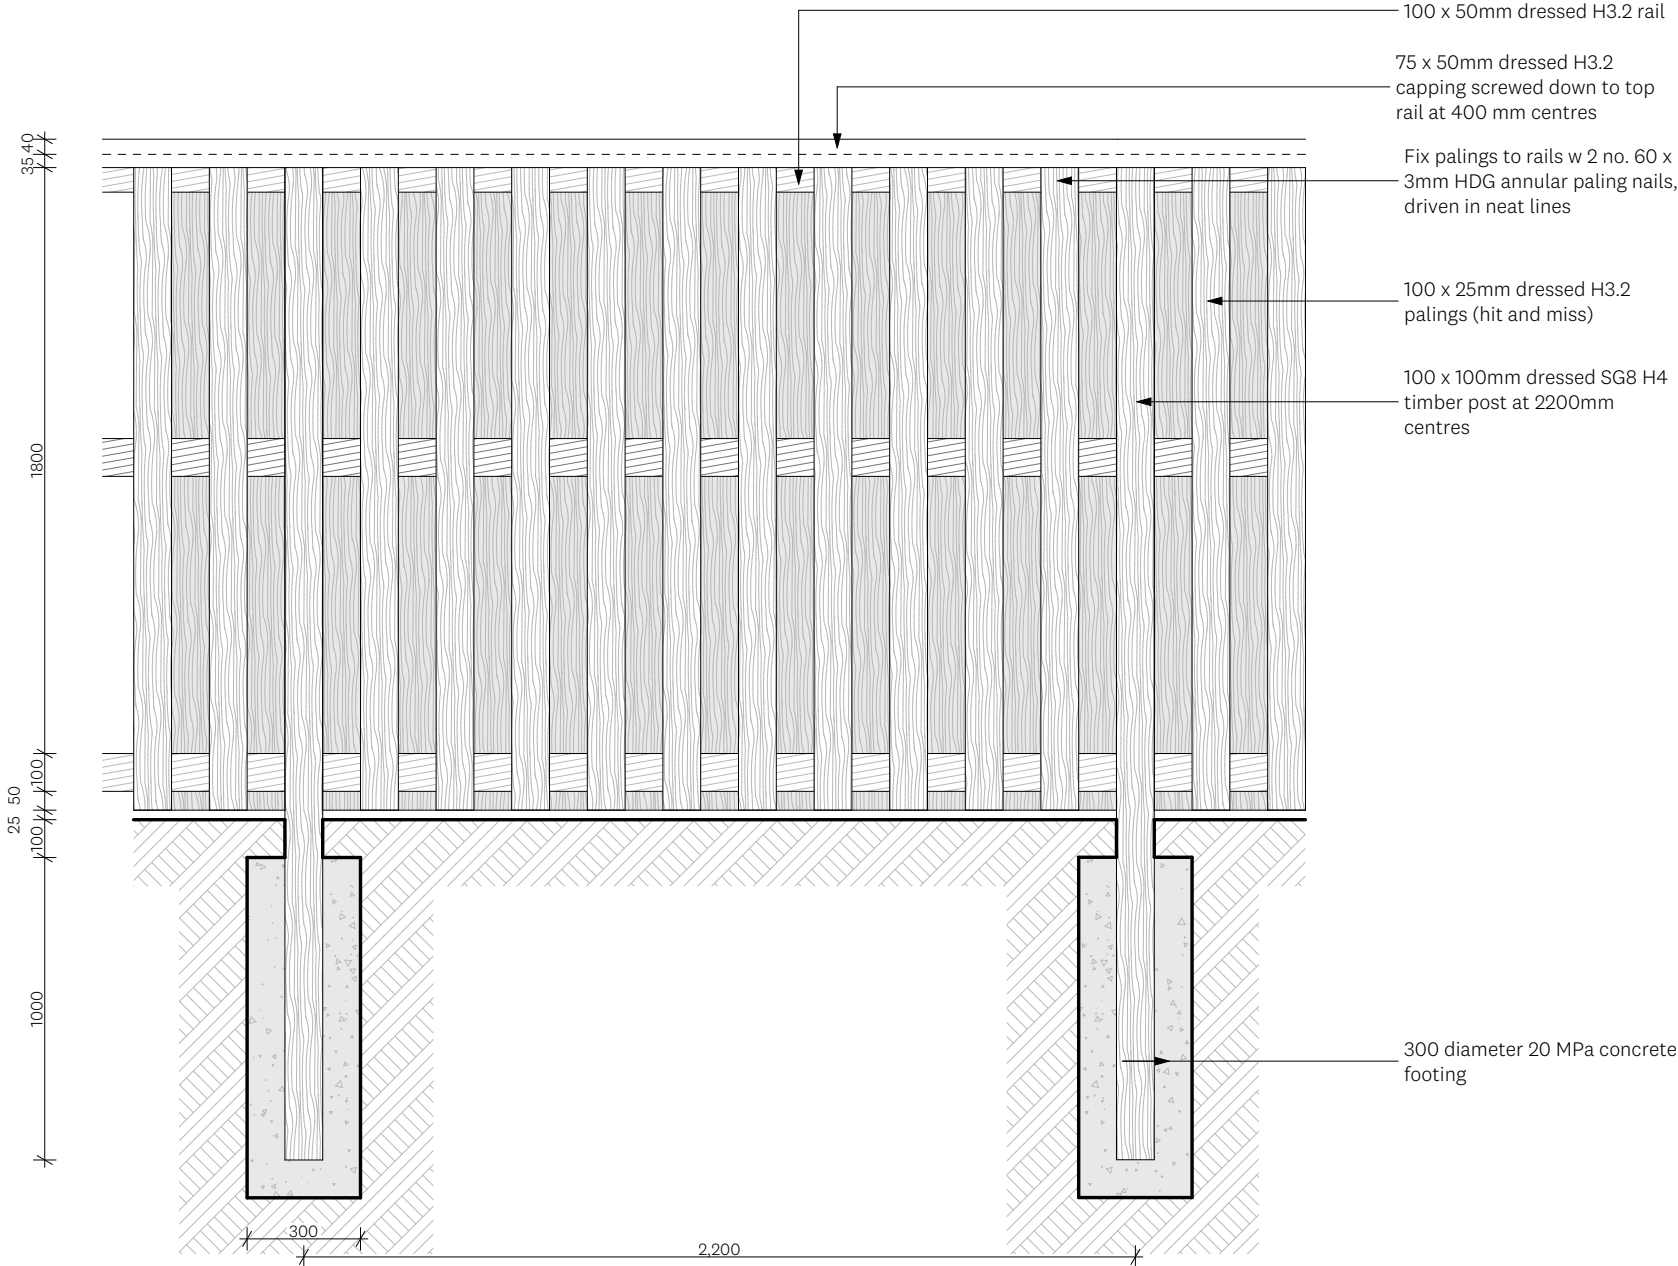 100 x 50mm dressed H3.2 rail
75 x 50mm dressed H3.2
capping screwed down to top
rail at 400 mm centres
Fix palings to rails w 2 no. 60 x
3mm HDG annular paling nails,
driven in neat lines
100 x 25mm dressed H3.2
palings (hit and miss)
100 x 100mm dressed SG8 H4
timber post at 2200mm
centres
300 diameter 20 MPa concrete
footing
40
35
1800
100
50
25
100
1000
300
2,200